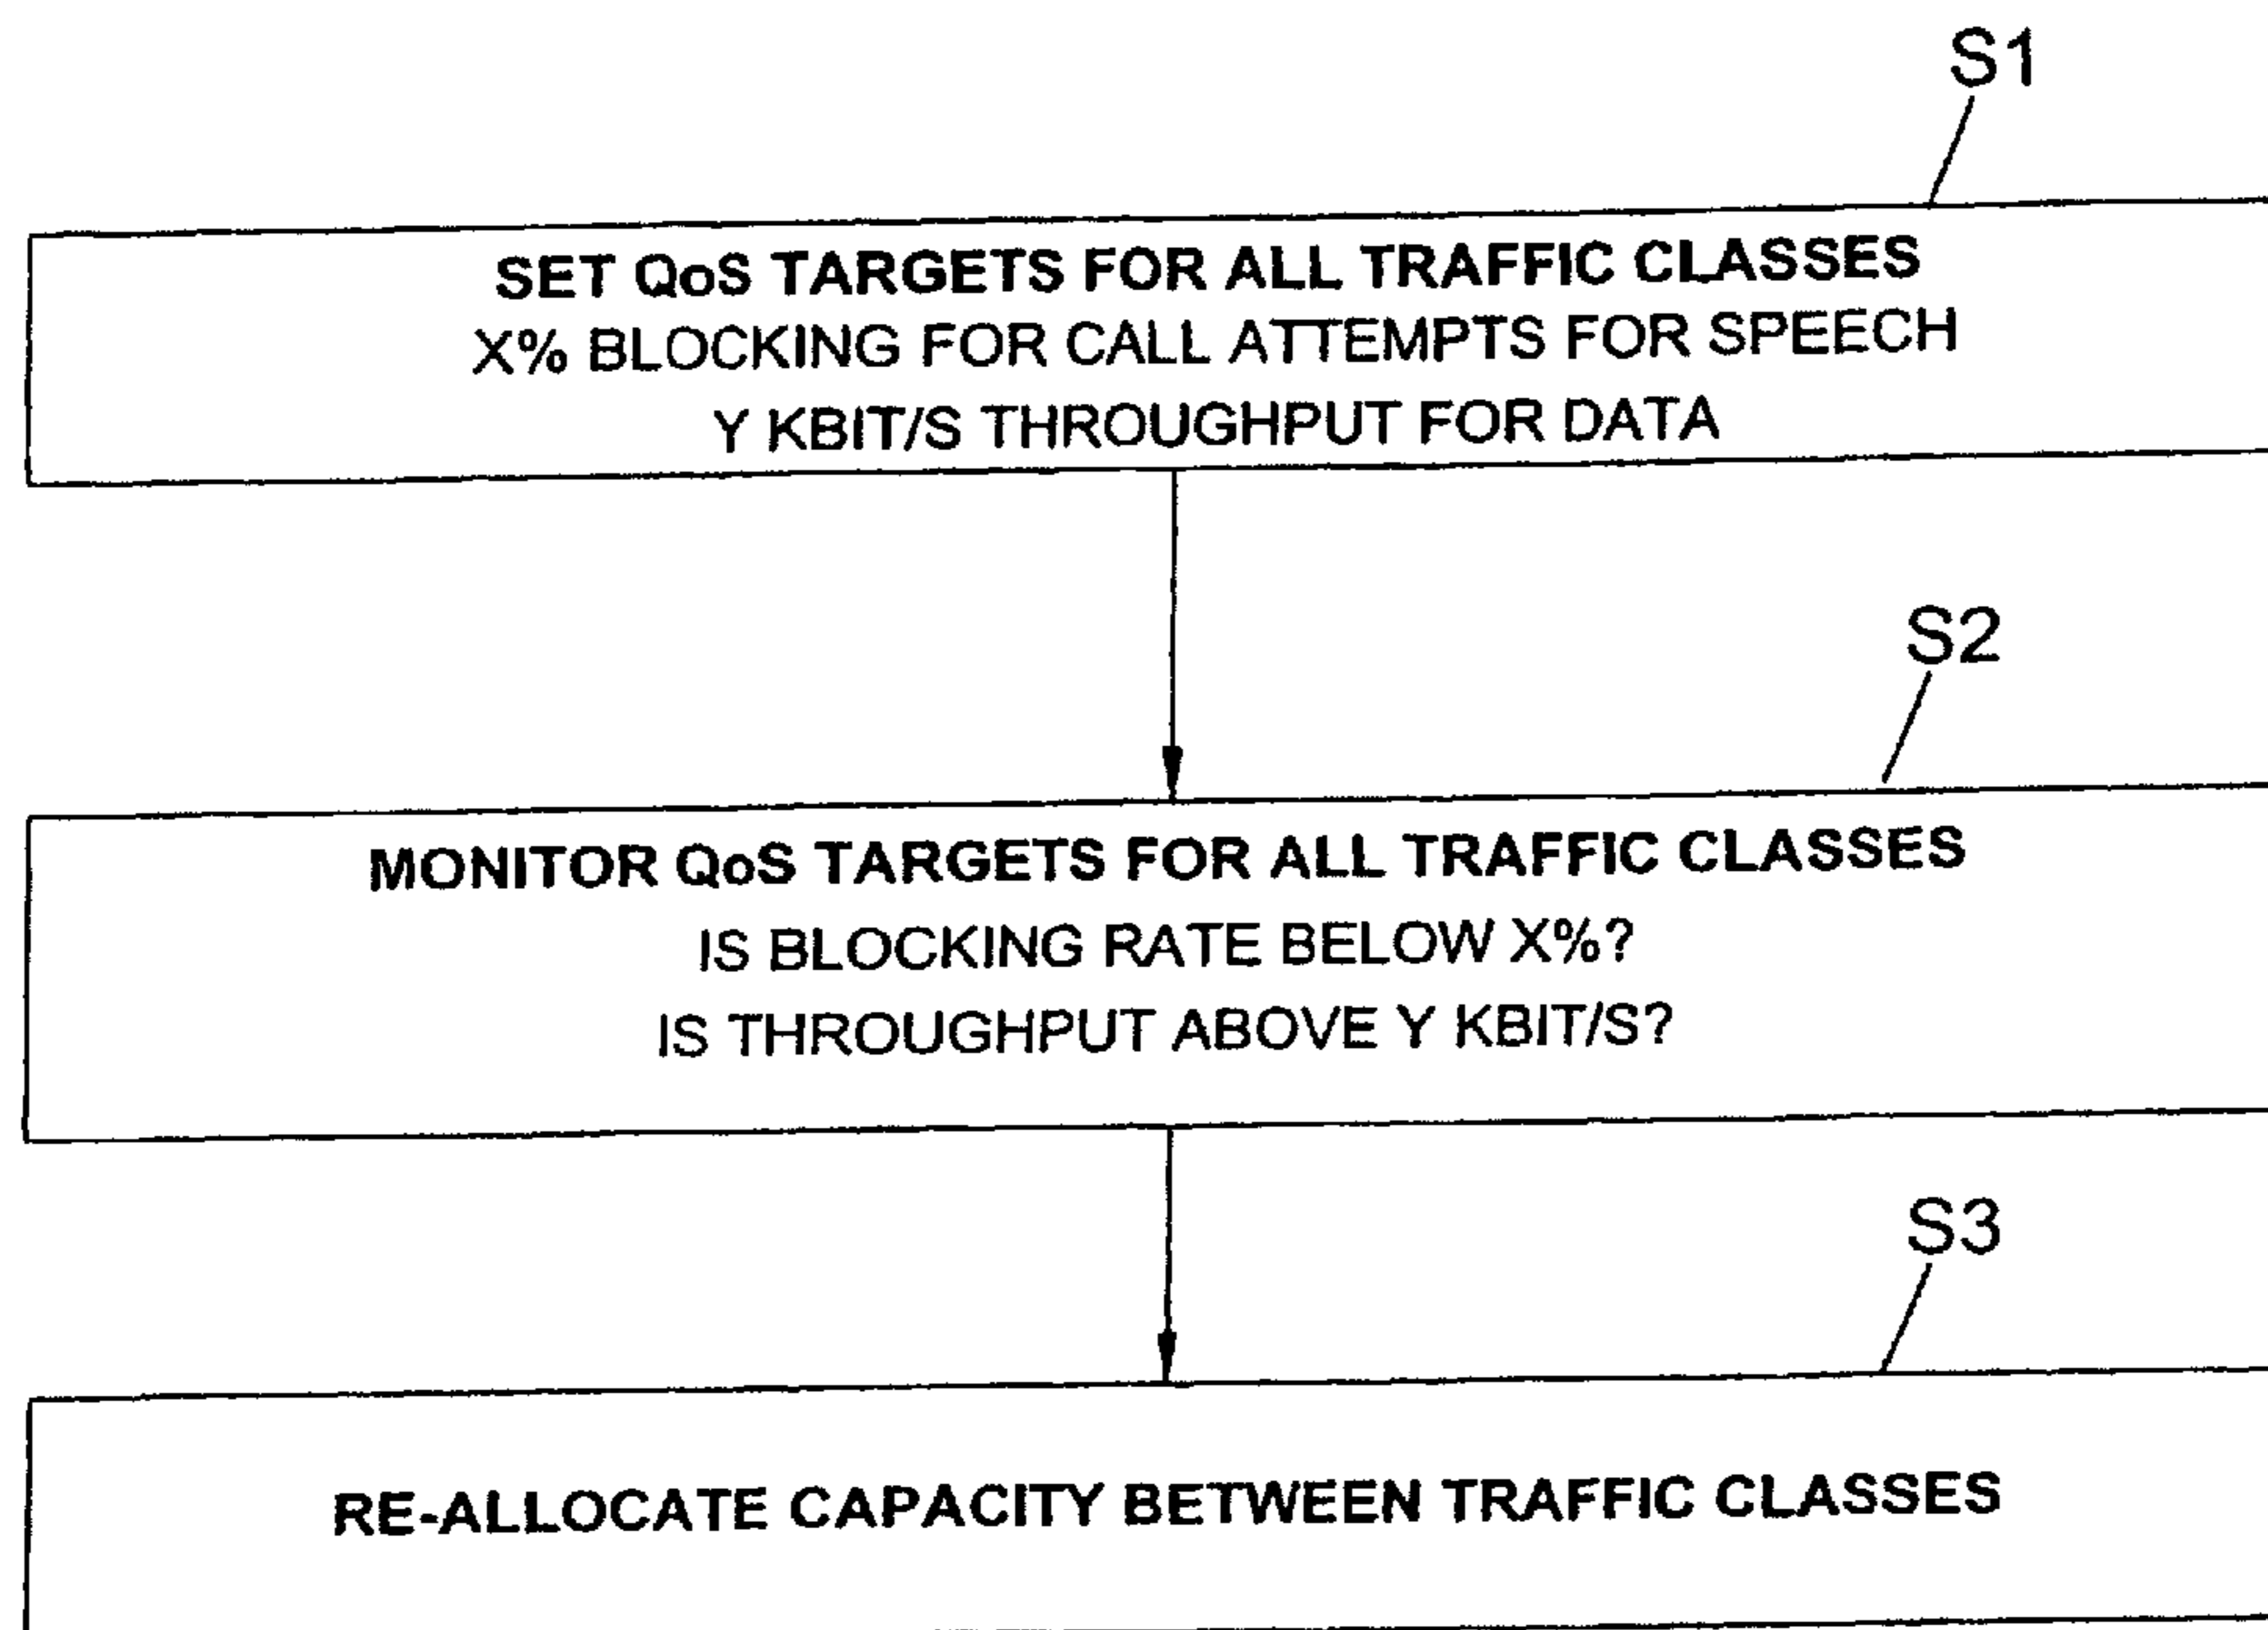 S1
SET QoS TARGETS FOR ALL TRAFFIC CLASSES
X% BLOCKING FOR CALL ATTEMPTS FOR SPEECH
Y KBIT/S THROUGHPUT FOR DATA
S2
MONITOR QoS TARGETS FOR ALL TRAFFIC CLASSES
IS BLOCKING RATE BELOW X%?
IS THROUGHPUT ABOVE Y KBIT/S?
S3
RE-ALLOCATE CAPACITY BETWEEN TRAFFIC CLASSES